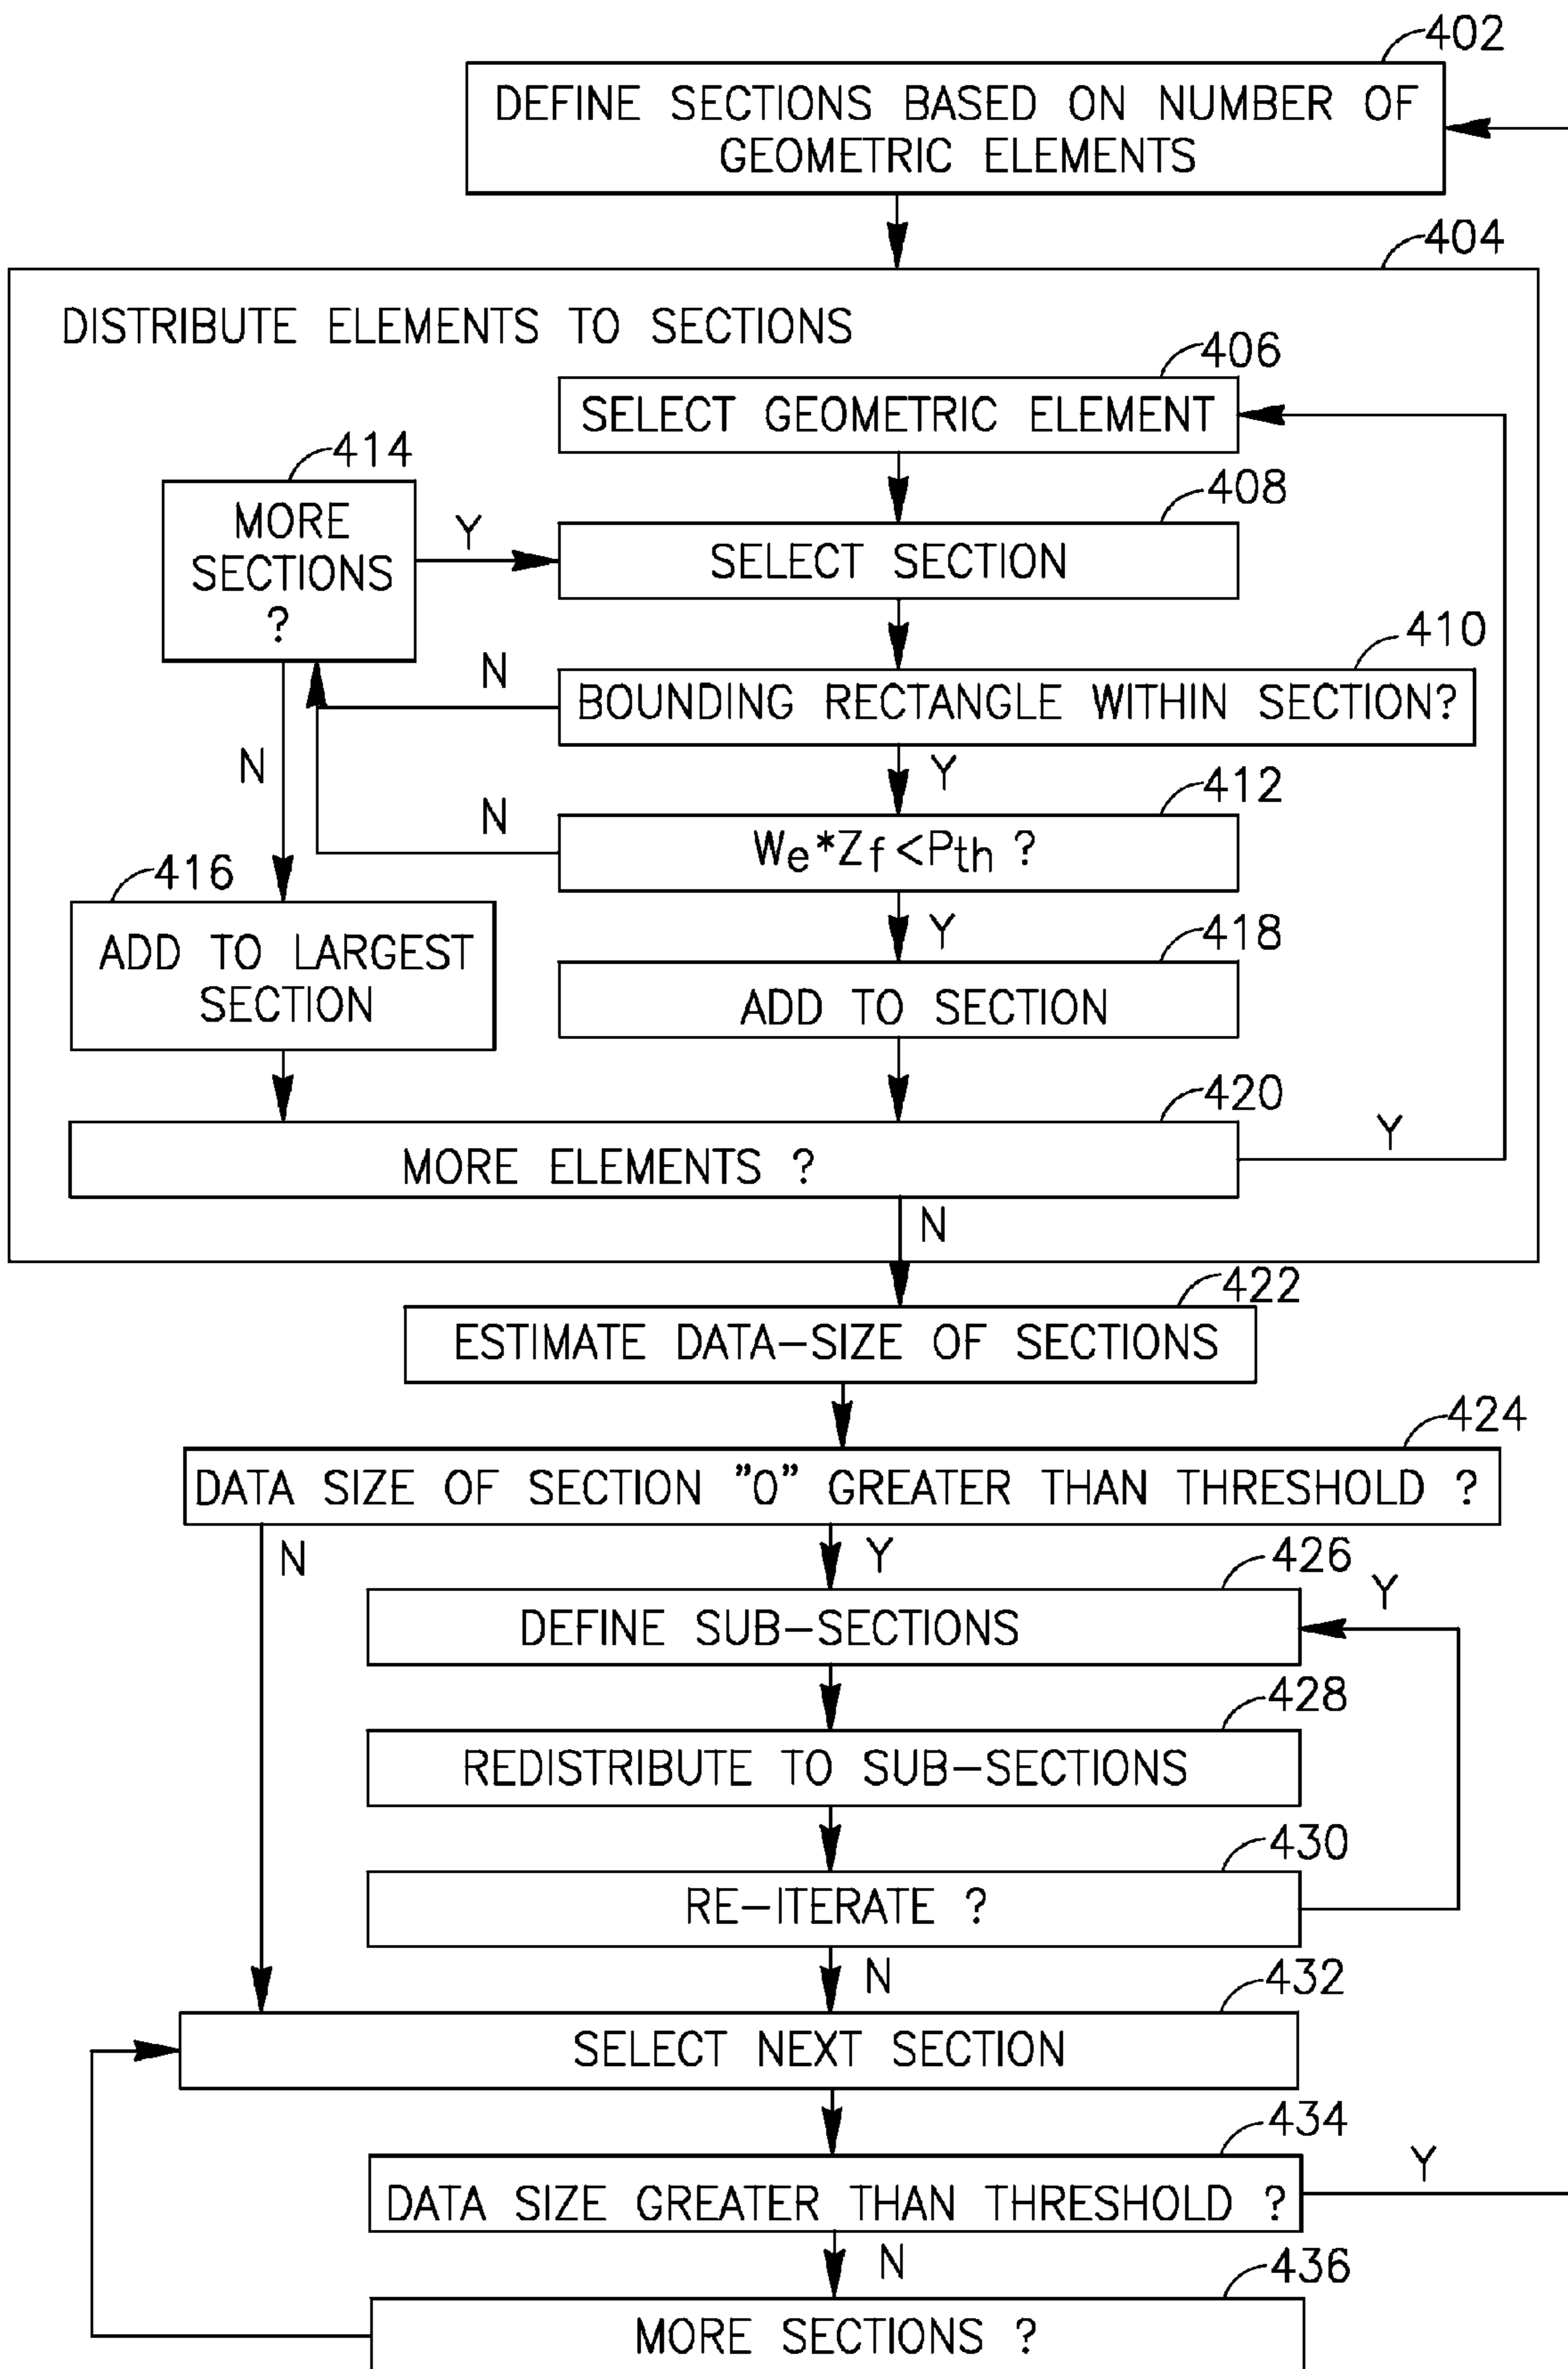 402
DEFINE SECTIONS BASED ON NUMBER OF
GEOMETRIC ELEMENTS
404
DISTRIBUTE ELEMENTS TO SECTIONS
406
SELECT GEOMETRIC ELEMENT
414
MORE
SECTIONS
?
Y
408
SELECT SECTION
410
N
BOUNDING RECTANGLE WITHIN SECTION?
N
Y
412
N
We*Zf<Pth ?
416
ADD TO LARGEST
SECTION
Y
418
ADD TO SECTION
420
MORE ELEMENTS ?
Y
N
422
ESTIMATE DATA-SIZE OF SECTIONS
424
DATA SIZE OF SECTION "0" GREATER THAN THRESHOLD ?
N
Y
426
Y
DEFINE SUB-SECTIONS
428
REDISTRIBUTE TO SUB-SECTIONS
430
RE-ITERATE ?
N
432
SELECT NEXT SECTION
434
DATA SIZE GREATER THAN THRESHOLD ?
Y
N
436
MORE SECTIONS ?